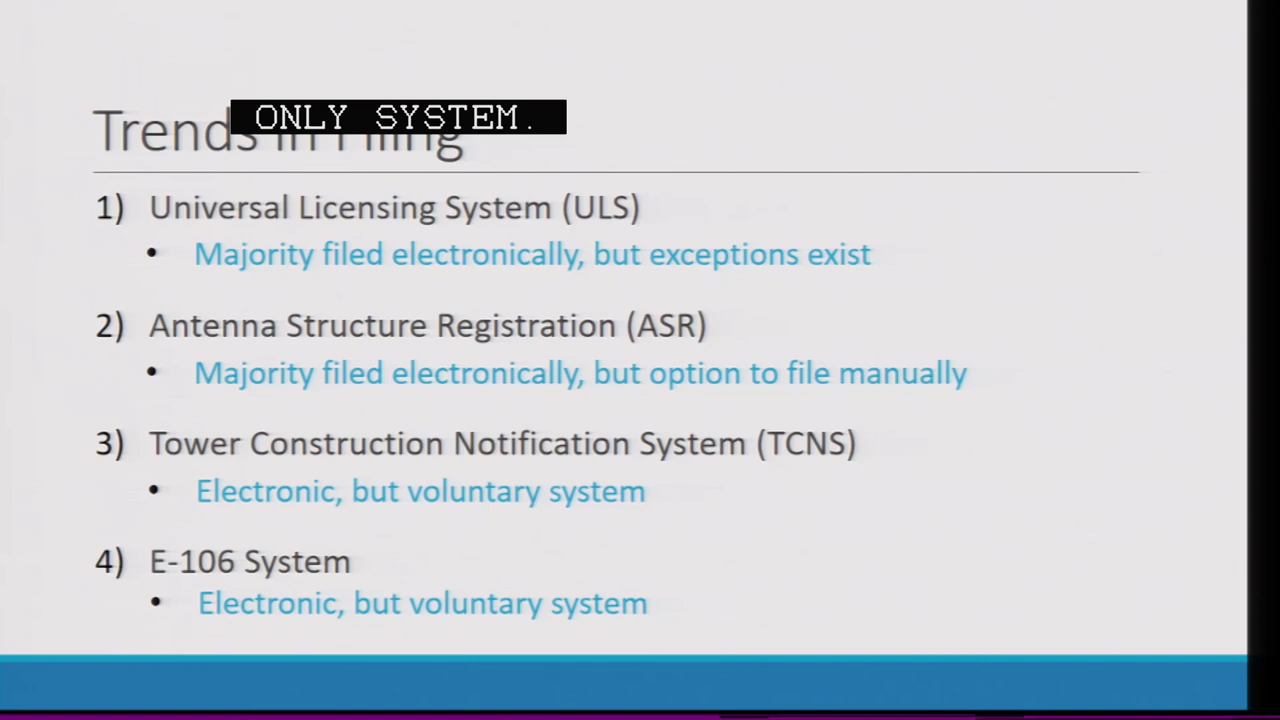 ONLY SYSTEM.
Trends in Filing
1) Universal Licensing System (ULS)
• Majority filed electronically, but exceptions exist
2) Antenna Structure Registration (ASR)
• Majority filed electronically, but option to file manually
3) Tower Construction Notification System (TCNS)
• Electronic, but voluntary system
4) E-106 System
• Electronic, but voluntary system